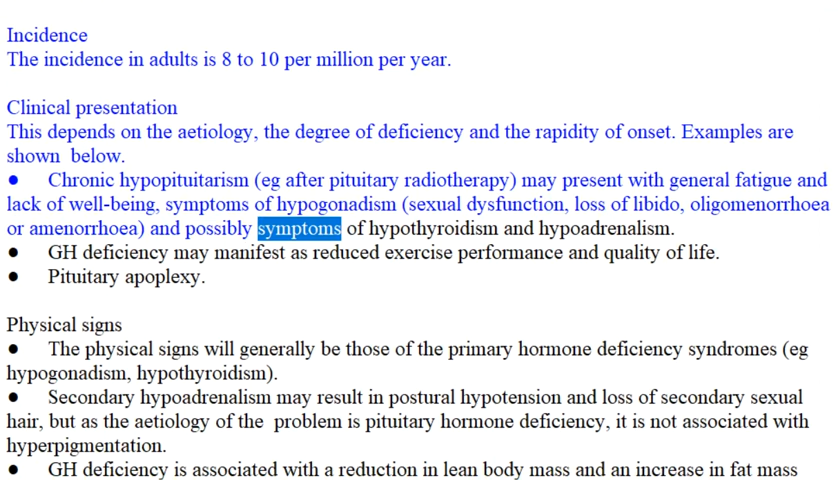 Incidence
The incidence in adults is 8 to 10 per million per year.
Clinical presentation
This depends on the aetiology, the degree of deficiency and the rapidity of onset. Examples are
shown  below.
● Chronic hypopituitarism (eg after pituitary radiotherapy) may present with general fatigue and
lack of well-being, symptoms of hypogonadism (sexual dysfunction, loss of libido, oligomenorrhoea
or amenorrhoea) and possibly symptoms of hypothyroidism and hypoadrenalism.
● GH deficiency may manifest as reduced exercise performance and quality of life.
● Pituitary apoplexy.
Physical signs
● The physical signs will generally be those of the primary hormone deficiency syndromes (eg
hypogonadism, hypothyroidism).
● Secondary hypoadrenalism may result in postural hypotension and loss of secondary sexual
hair, but as the aetiology of the  problem is pituitary hormone deficiency, it is not associated with
hyperpigmentation.
● GH deficiency is associated with a reduction in lean body mass and an increase in fat mass